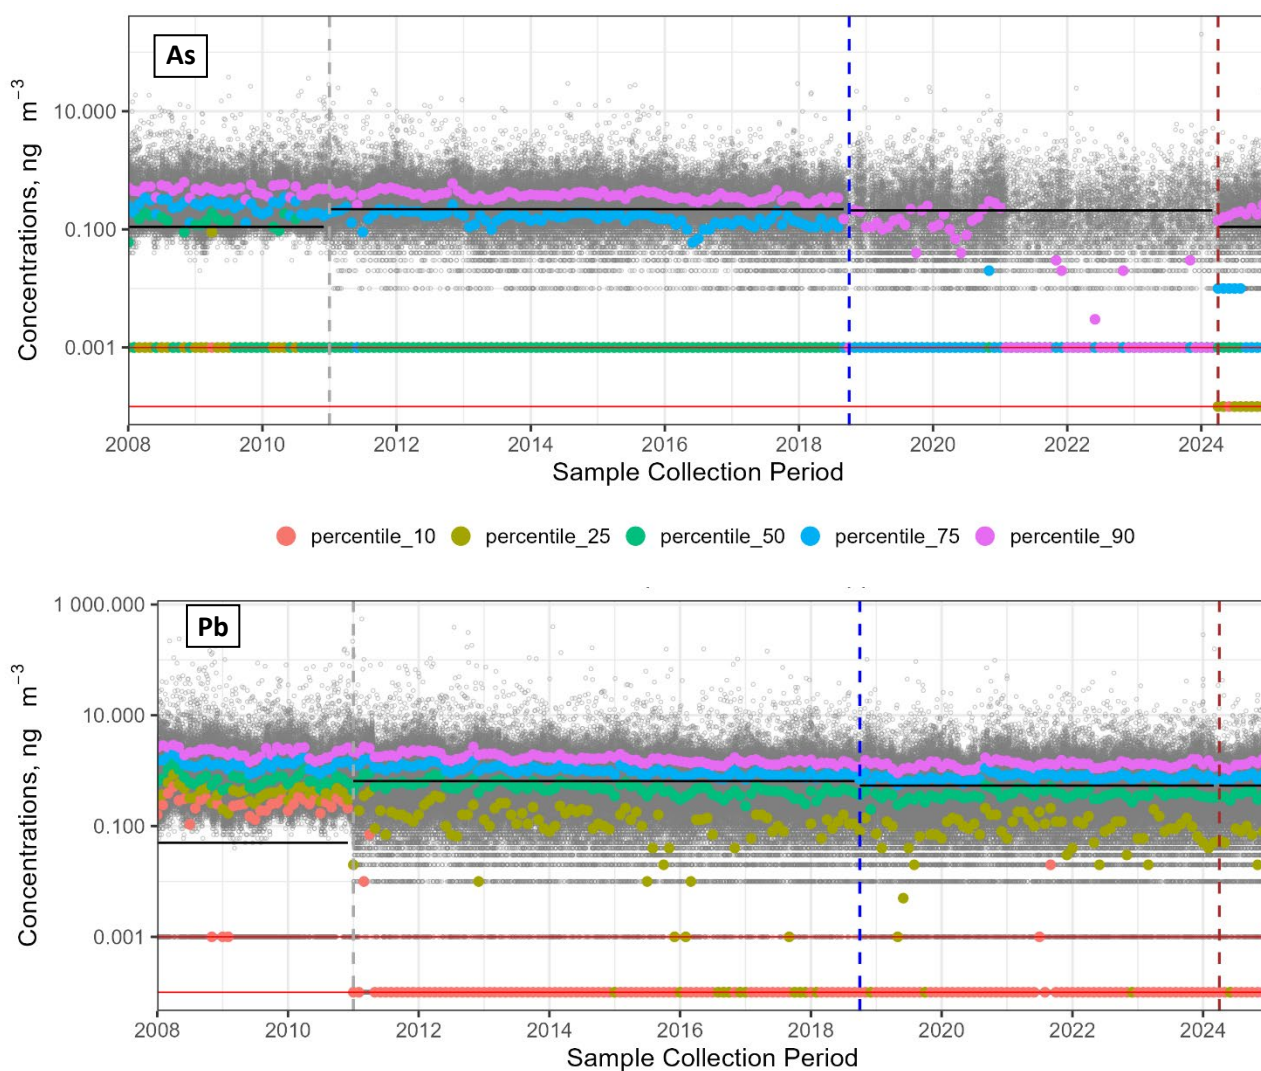 As
Concentrations, ng m⁻³
10.000
0.100
0.001
2008 2010 2012 2014 2016 2018 2020 2022 2024
Sample Collection Period
percentile_10 percentile_25 percentile_50 percentile_75 percentile_90
Pb
Concentrations, ng m⁻³
1 000.000
10.000
0.100
0.001
2008 2010 2012 2014 2016 2018 2020 2022 2024
Sample Collection Period